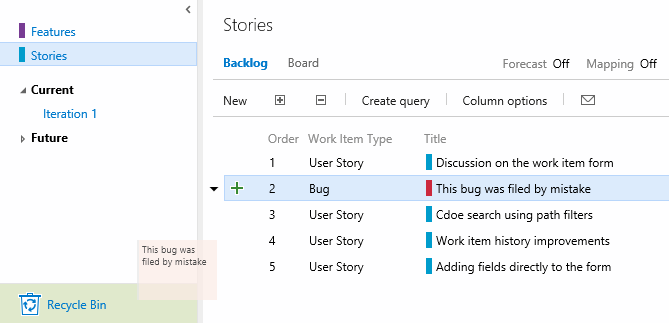 Features
Stories
Current
Iteration 1
Future
This bug was
filed by mistake
Recycle Bin
Stories
Backlog Board Forecast Off Mapping Off
New Create query Column options
Order Work Item Type Title
1 User Story Discussion on the work item form
2 Bug This bug was filed by mistake
3 User Story Cdoe search using path filters
4 User Story Work item history improvements
5 User Story Adding fields directly to the form